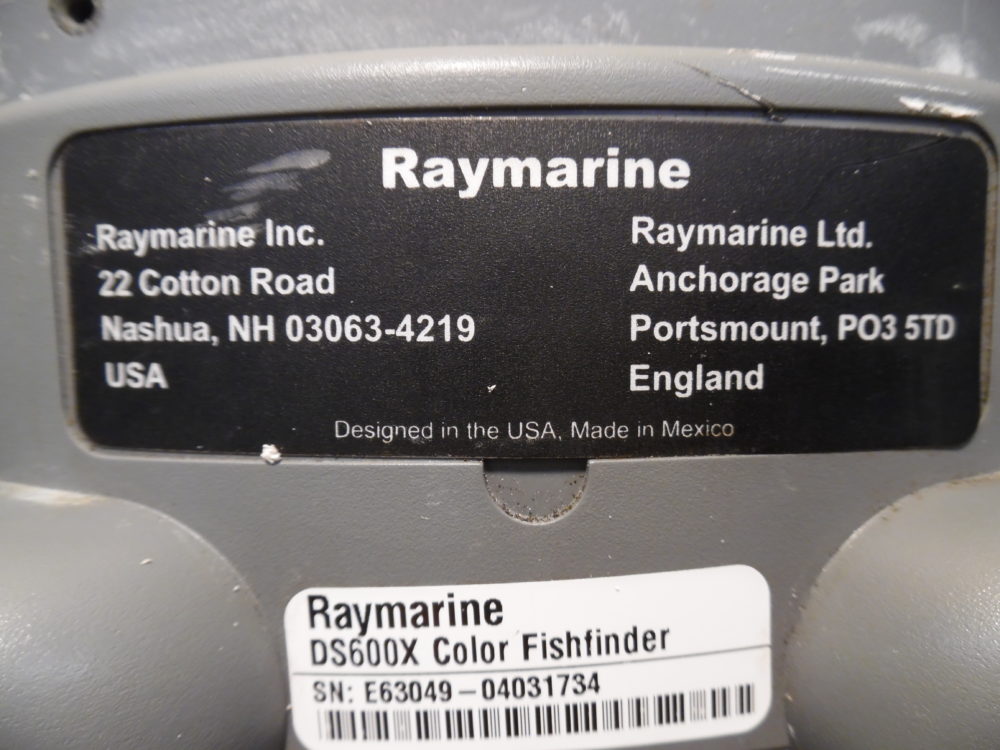 Raymarine
Raymarine Inc.
22 Cotton Road
Nashua, NH 03063-4219
USA
Raymarine Ltd.
Anchorage Park
Portsmount, PO3 5TD
England
Designed in the USA, Made in Mexico
Raymarine
DS600X Color Fishfinder
SN: E63049-04031734